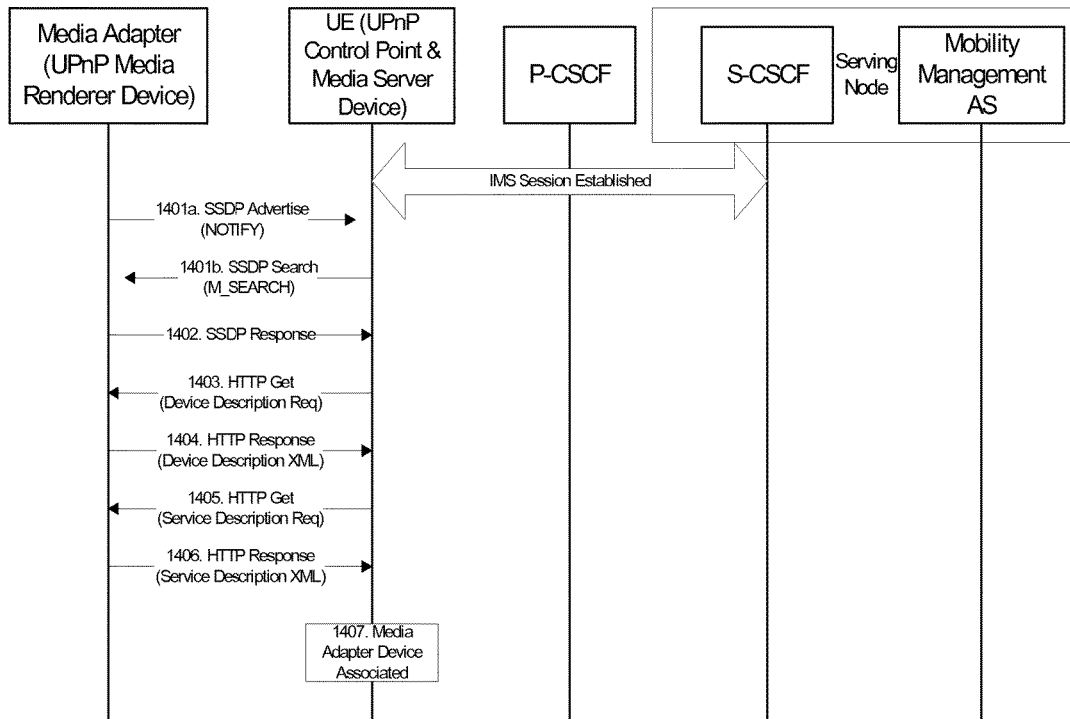 Media Adapter
(UPnP Media
Renderer Device)
UE (UPnP
Control Point &
Media Server
Device)
P-CSCF
S-CSCF
Serving
Node
Mobility
Management
AS
IMS Session Established
1401a. SSDP Advertise
(NOTIFY)
1401b. SSDP Search
(M_SEARCH)
1402. SSDP Response
1403. HTTP Get
(Device Description Req)
1404. HTTP Response
(Device Description XML)
1405. HTTP Get
(Service Description Req)
1406. HTTP Response
(Service Description XML)
1407. Media
Adapter Device
Associated